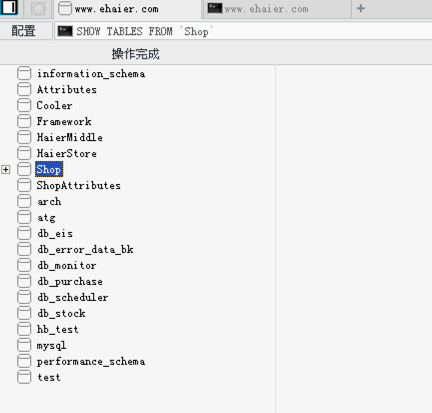 www.ehaier.com www.ehaier.com +
配置 SHOW TABLES FROM `Shop`
操作完成
information_schema
Attributes
Cooler
Framework
HaierMiddle
HaierStore
Shop
ShopAttributes
arch
atg
db_eis
db_error_data_bk
db_monitor
db_purchase
db_scheduler
db_stock
hb_test
mysql
performance_schema
test